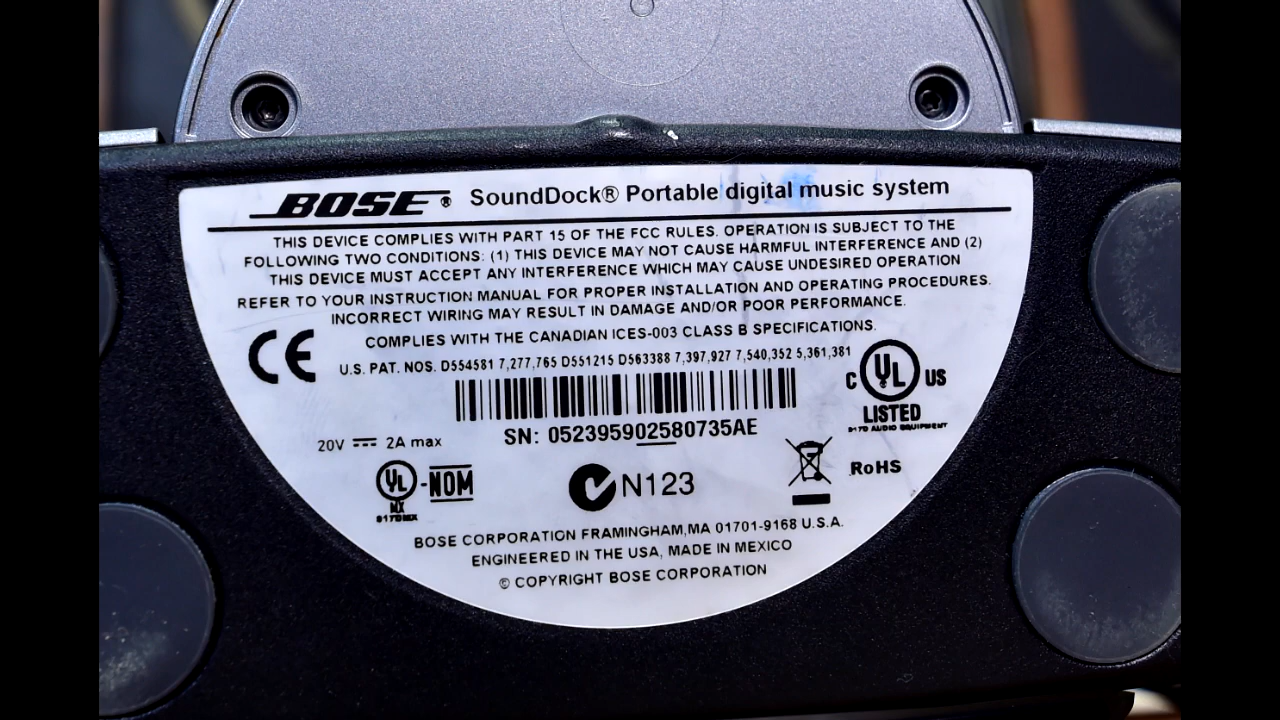 BOSE® SoundDock® Portable digital music system
THIS DEVICE COMPLIES WITH PART 15 OF THE FCC RULES. OPERATION IS SUBJECT TO THE
FOLLOWING TWO CONDITIONS: (1) THIS DEVICE MAY NOT CAUSE HARMFUL INTERFERENCE AND (2)
THIS DEVICE MUST ACCEPT ANY INTERFERENCE WHICH MAY CAUSE UNDESIRED OPERATION
REFER TO YOUR INSTRUCTION MANUAL FOR PROPER INSTALLATION AND OPERATING PROCEDURES.
INCORRECT WIRING MAY RESULT IN DAMAGE AND/OR POOR PERFORMANCE.
COMPLIES WITH THE CANADIAN ICES-003 CLASS B SPECIFICATIONS.
CE
U.S. PAT. NOS. D554581 7,277,765 D551215 D563388 7,397,927 7,540,352 5,361,381
C UL US
LISTED
917D AUDIO EQUIPMENT
SN: 052395902580735AE
20V 2A max
UL -NOM
MX
917DMX
N123
RoHS
BOSE CORPORATION FRAMINGHAM,MA 01701-9168 U.S.A.
ENGINEERED IN THE USA, MADE IN MEXICO
© COPYRIGHT BOSE CORPORATION